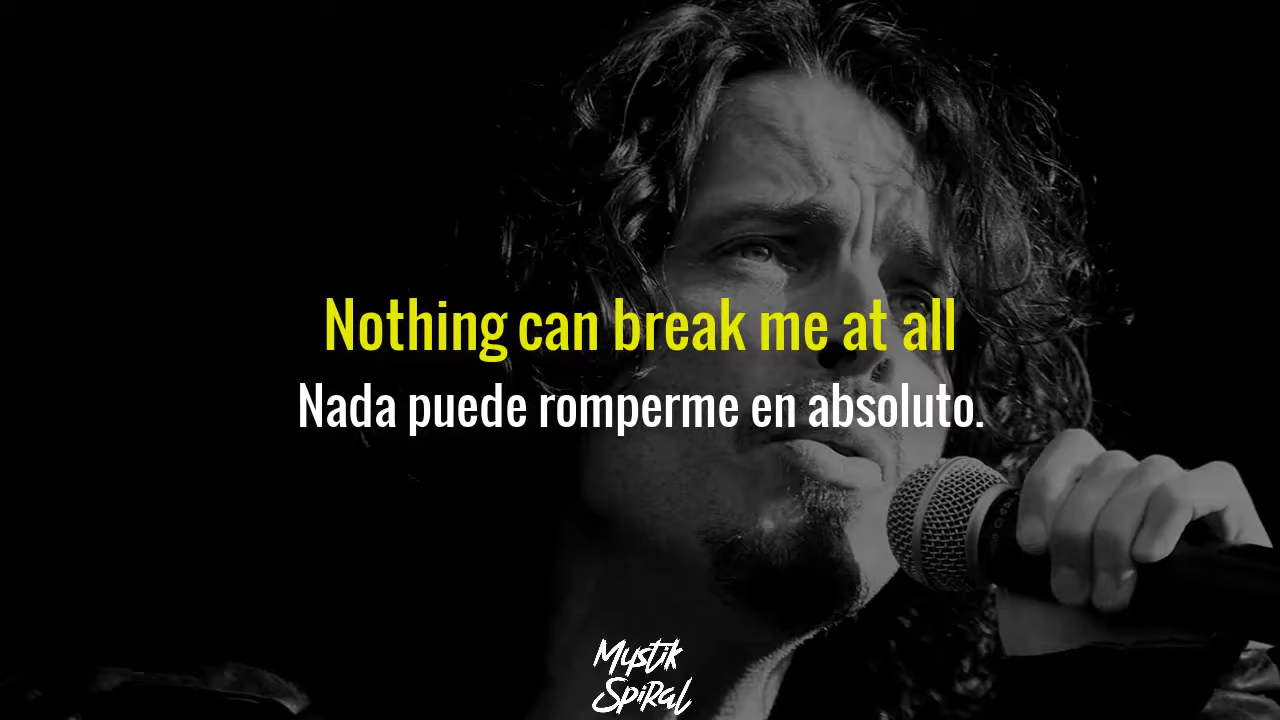 Nothing can break me at all
Nada puede romperme en absoluto.
Mystik
Spiral